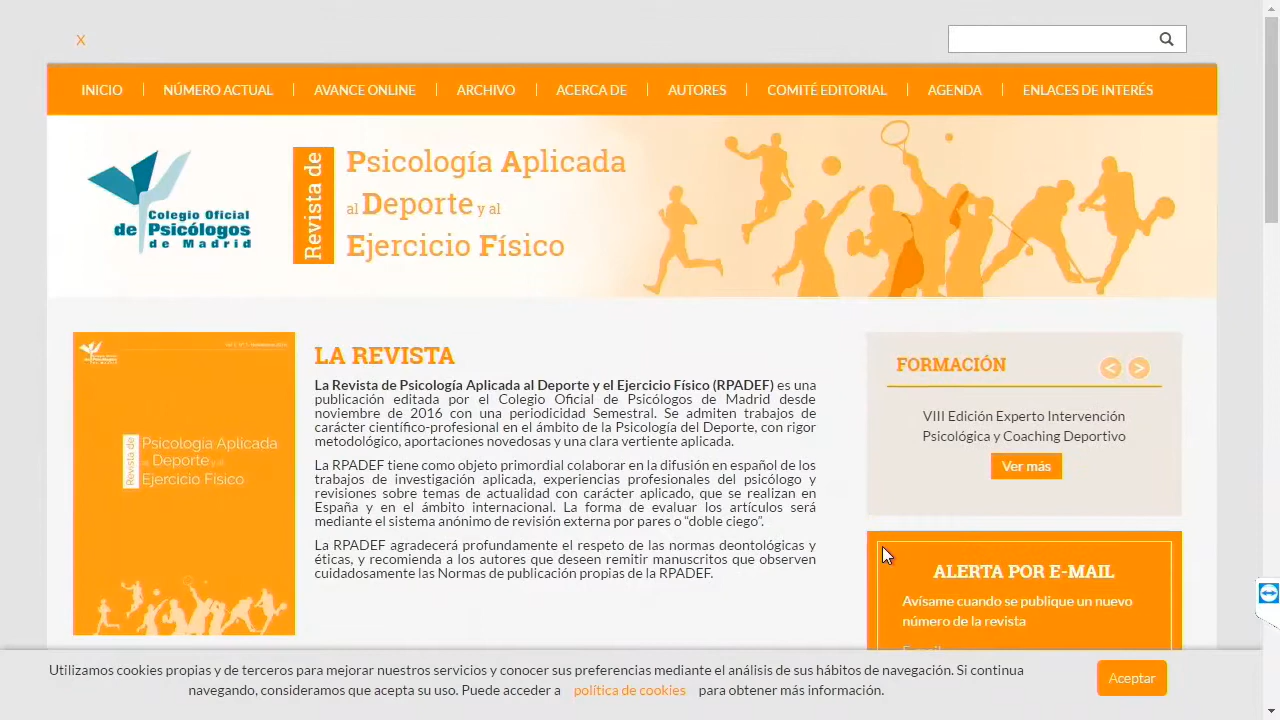 X
INICIO
NÚMERO ACTUAL
AVANCE ONLINE
ARCHIVO
ACERCA DE
AUTORES
COMITÉ EDITORIAL
AGENDA
ENLACES DE INTERÉS
Colegio Oficial
de Psicólogos
de Madrid
Revista de
Psicología Aplicada
al Deporte y al
Ejercicio Físico
Revista de
Psicología Aplicada
al Deporte y al
Ejercicio Físico
LA REVISTA
La Revista de Psicología Aplicada al Deporte y el Ejercicio Físico (RPADEF) es una
publicación editada por el Colegio Oficial de Psicólogos de Madrid desde
noviembre de 2016 con una periodicidad Semestral. Se admiten trabajos de
carácter científico-profesional en el ámbito de la Psicología del Deporte, con rigor
metodológico, aportaciones novedosas y una clara vertiente aplicada.
La RPADEF tiene como objeto primordial colaborar en la difusión en español de los
trabajos de investigación aplicada, experiencias profesionales del psicólogo y
revisiones sobre temas de actualidad con carácter aplicado, que se realizan en
España y en el ámbito internacional. La forma de evaluar los artículos será
mediante el sistema anónimo de revisión externa por pares o “doble ciego”.
La RPADEF agradecerá profundamente el respeto de las normas deontológicas y
éticas, y recomienda a los autores que deseen remitir manuscritos que observen
cuidadosamente las Normas de publicación propias de la RPADEF.
FORMACIÓN
< >
VIII Edición Experto Intervención
Psicológica y Coaching Deportivo
Ver más
ALERTA POR E-MAIL
Avísame cuando se publique un nuevo
número de la revista
Utilizamos cookies propias y de terceros para mejorar nuestros servicios y conocer sus preferencias mediante el análisis de sus hábitos de navegación. Si continua
navegando, consideramos que acepta su uso. Puede acceder a política de cookies para obtener más información.
Aceptar